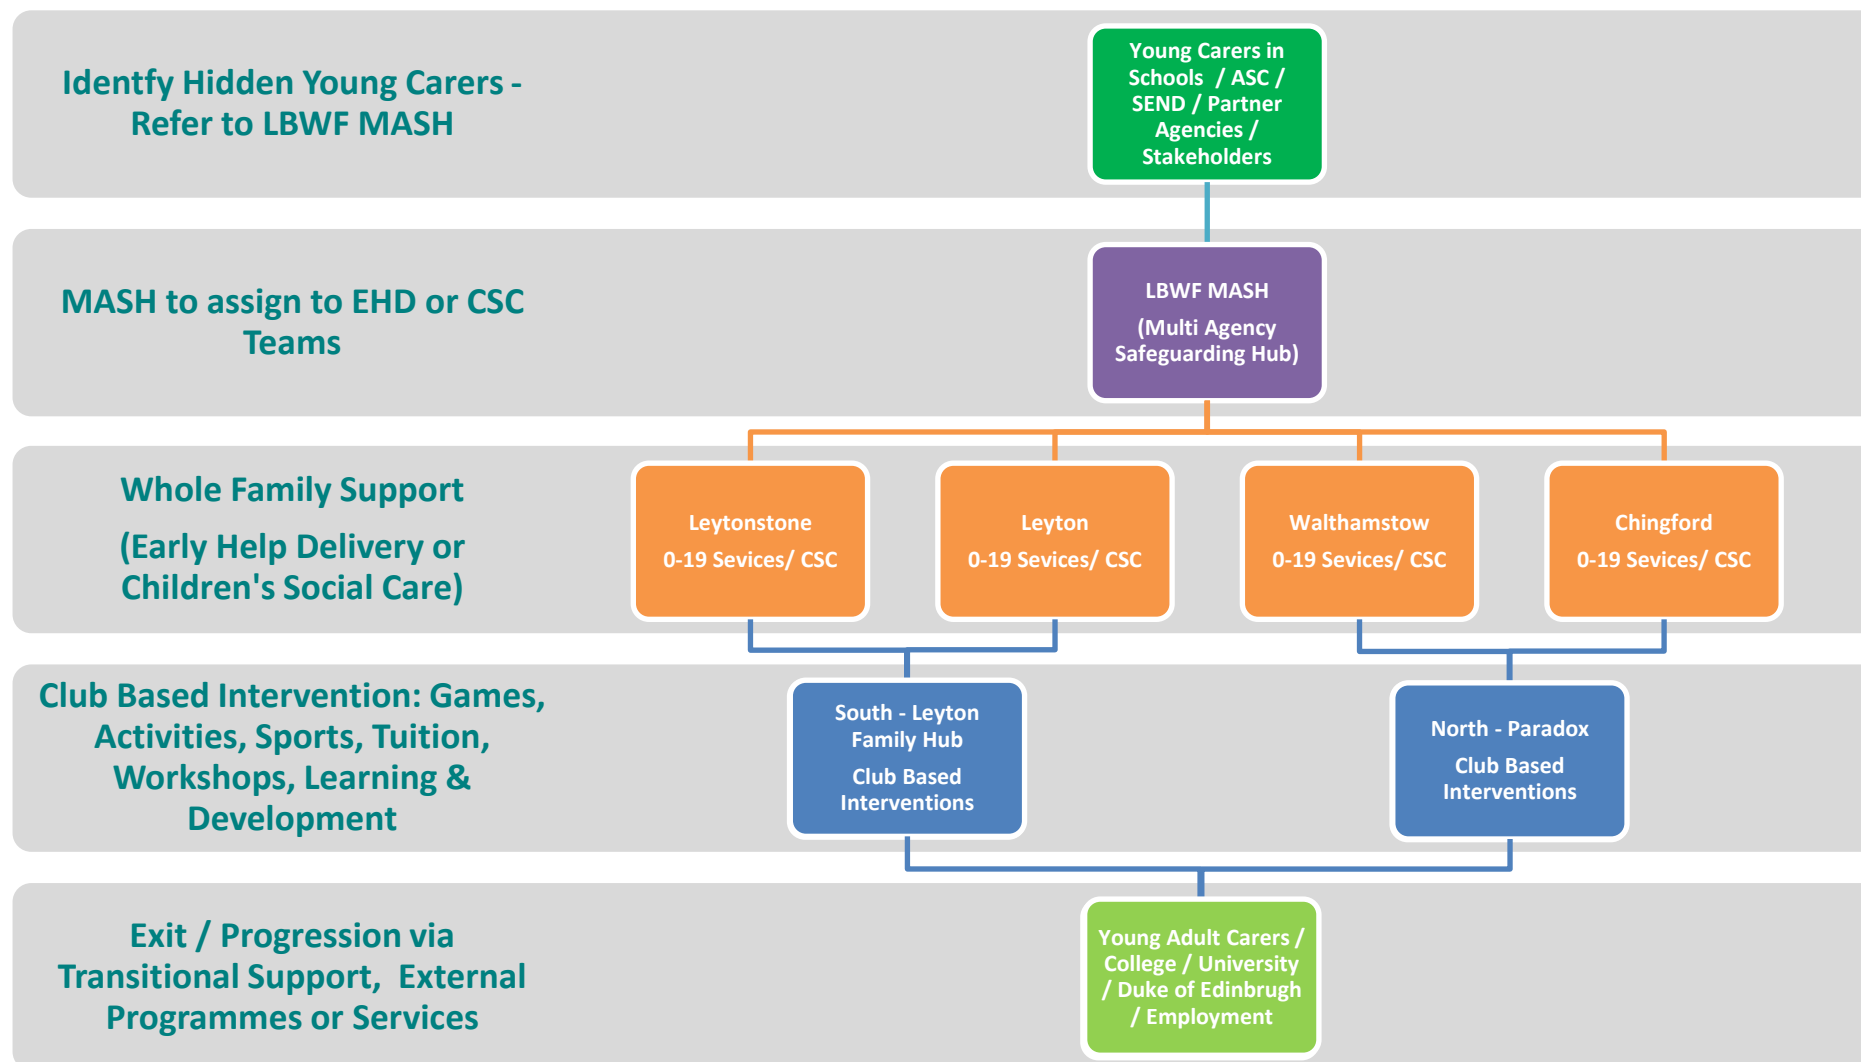 Identfy Hidden Young Carers -
Refer to LBWF MASH
Young Carers in
Schools / ASC /
SEND / Partner
Agencies /
Stakeholders
MASH to assign to EHD or CSC
Teams
LBWF MASH
(Multi Agency
Safeguarding Hub)
Whole Family Support
(Early Help Delivery or
Children's Social Care)
Leytonstone
0-19 Sevices/ CSC
Leyton
0-19 Sevices/ CSC
Walthamstow
0-19 Sevices/ CSC
Chingford
0-19 Sevices/ CSC
Club Based Intervention: Games,
Activities, Sports, Tuition,
Workshops, Learning &
Development
South - Leyton
Family Hub
Club Based
Interventions
North - Paradox
Club Based
Interventions
Exit / Progression via
Transitional Support, External
Programmes or Services
Young Adult Carers /
College / University
/ Duke of Edinbrugh
/ Employment